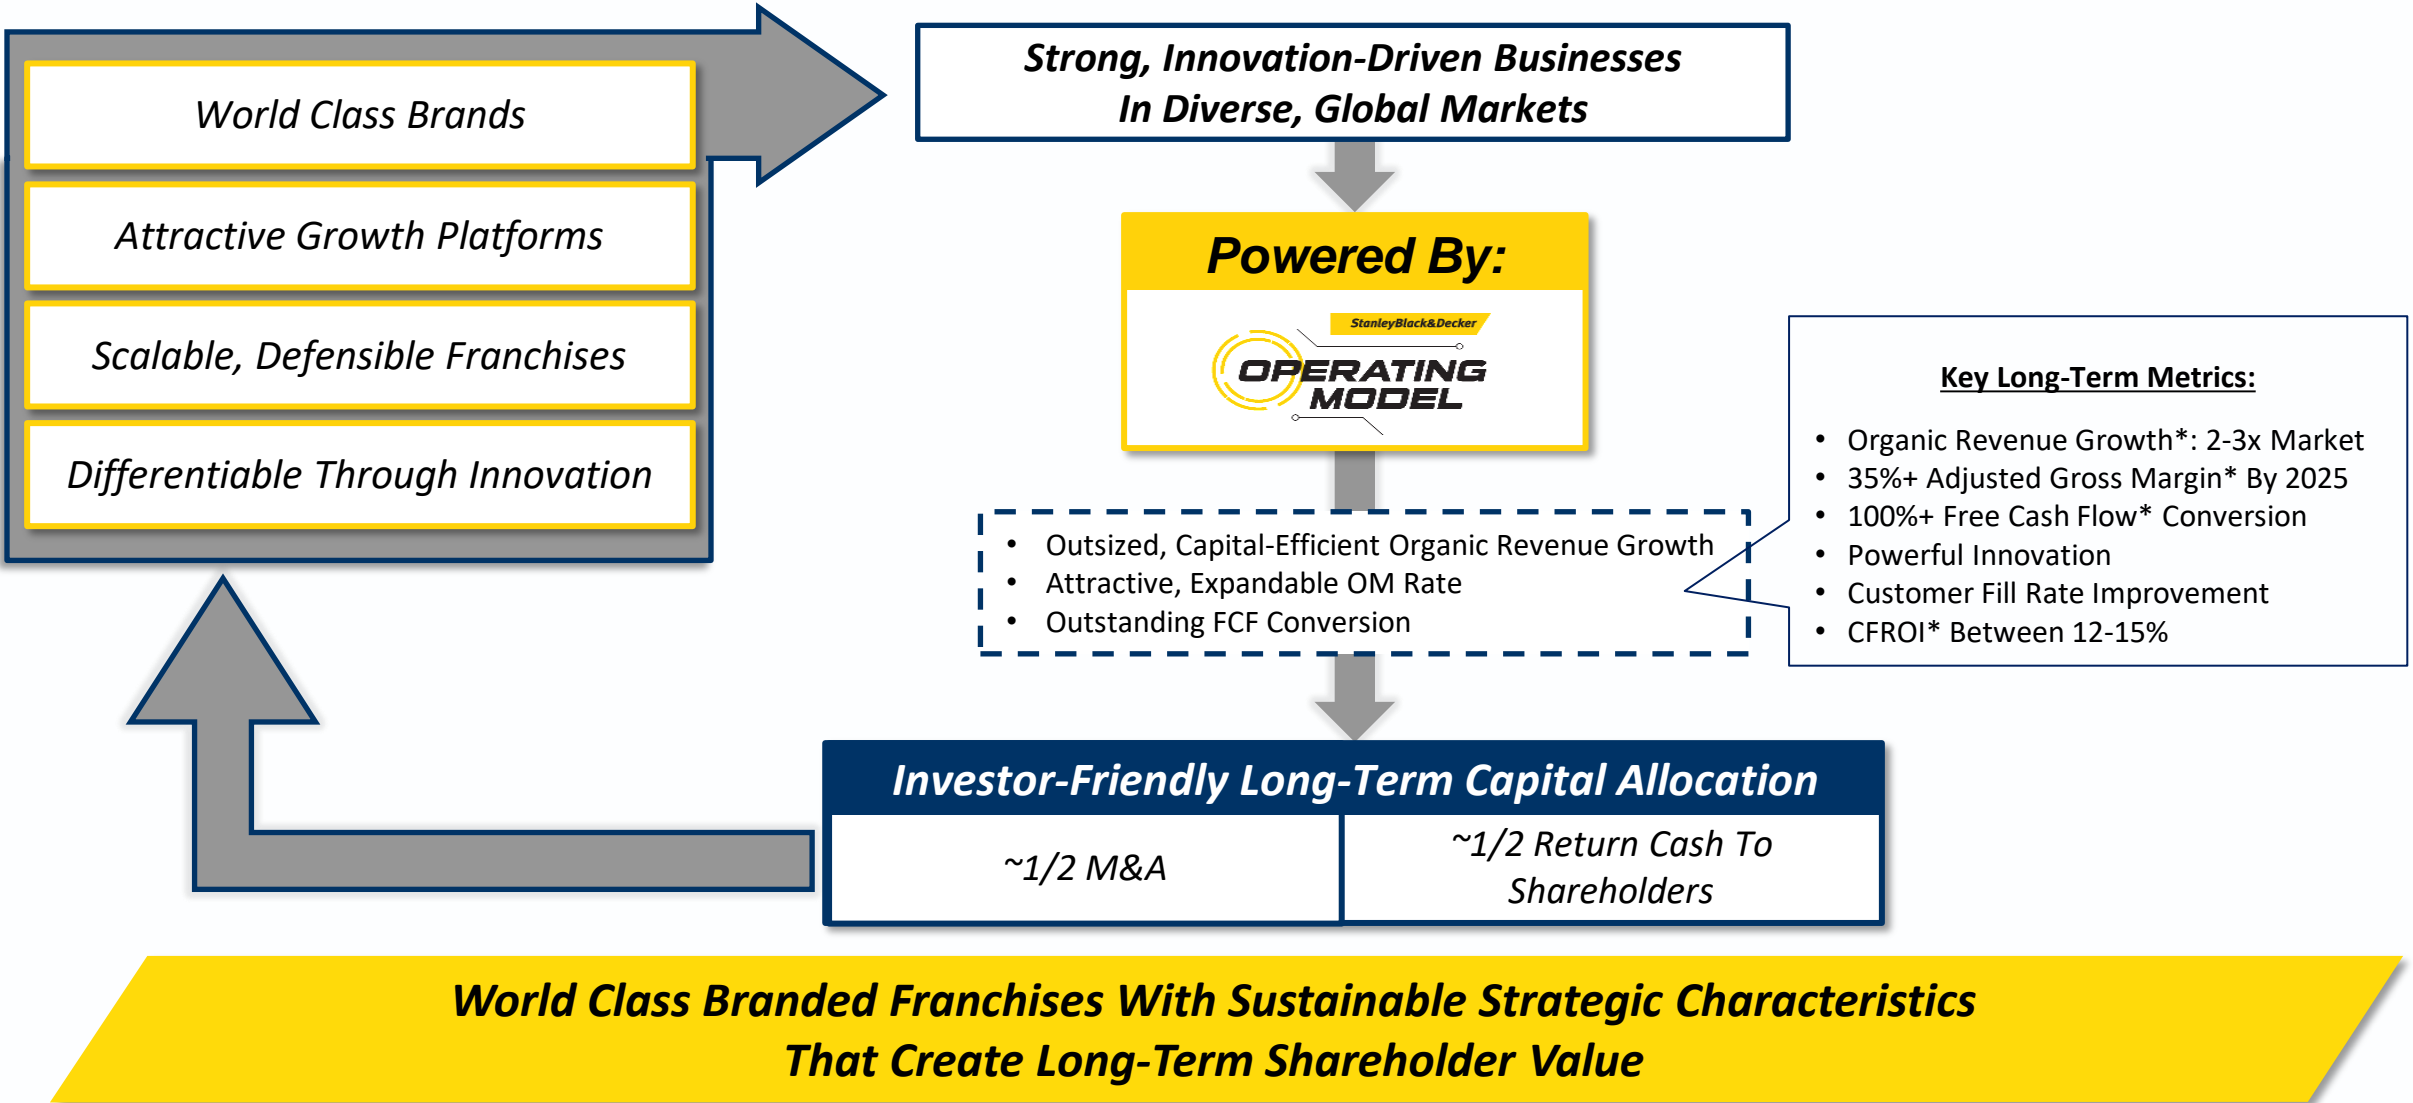 World Class Brands
Attractive Growth Platforms
Scalable, Defensible Franchises
Differentiable Through Innovation
Strong, Innovation-Driven Businesses
In Diverse, Global Markets
Powered By:
StanleyBlack&Decker
OPERATING
MODEL
• Outsized, Capital-Efficient Organic Revenue Growth
• Attractive, Expandable OM Rate
• Outstanding FCF Conversion
Key Long-Term Metrics:
• Organic Revenue Growth*: 2-3x Market
• 35%+ Adjusted Gross Margin* By 2025
• 100%+ Free Cash Flow* Conversion
• Powerful Innovation
• Customer Fill Rate Improvement
• CFROI* Between 12-15%
Investor-Friendly Long-Term Capital Allocation
~1/2 M&A
~1/2 Return Cash To
Shareholders
World Class Branded Franchises With Sustainable Strategic Characteristics
That Create Long-Term Shareholder Value